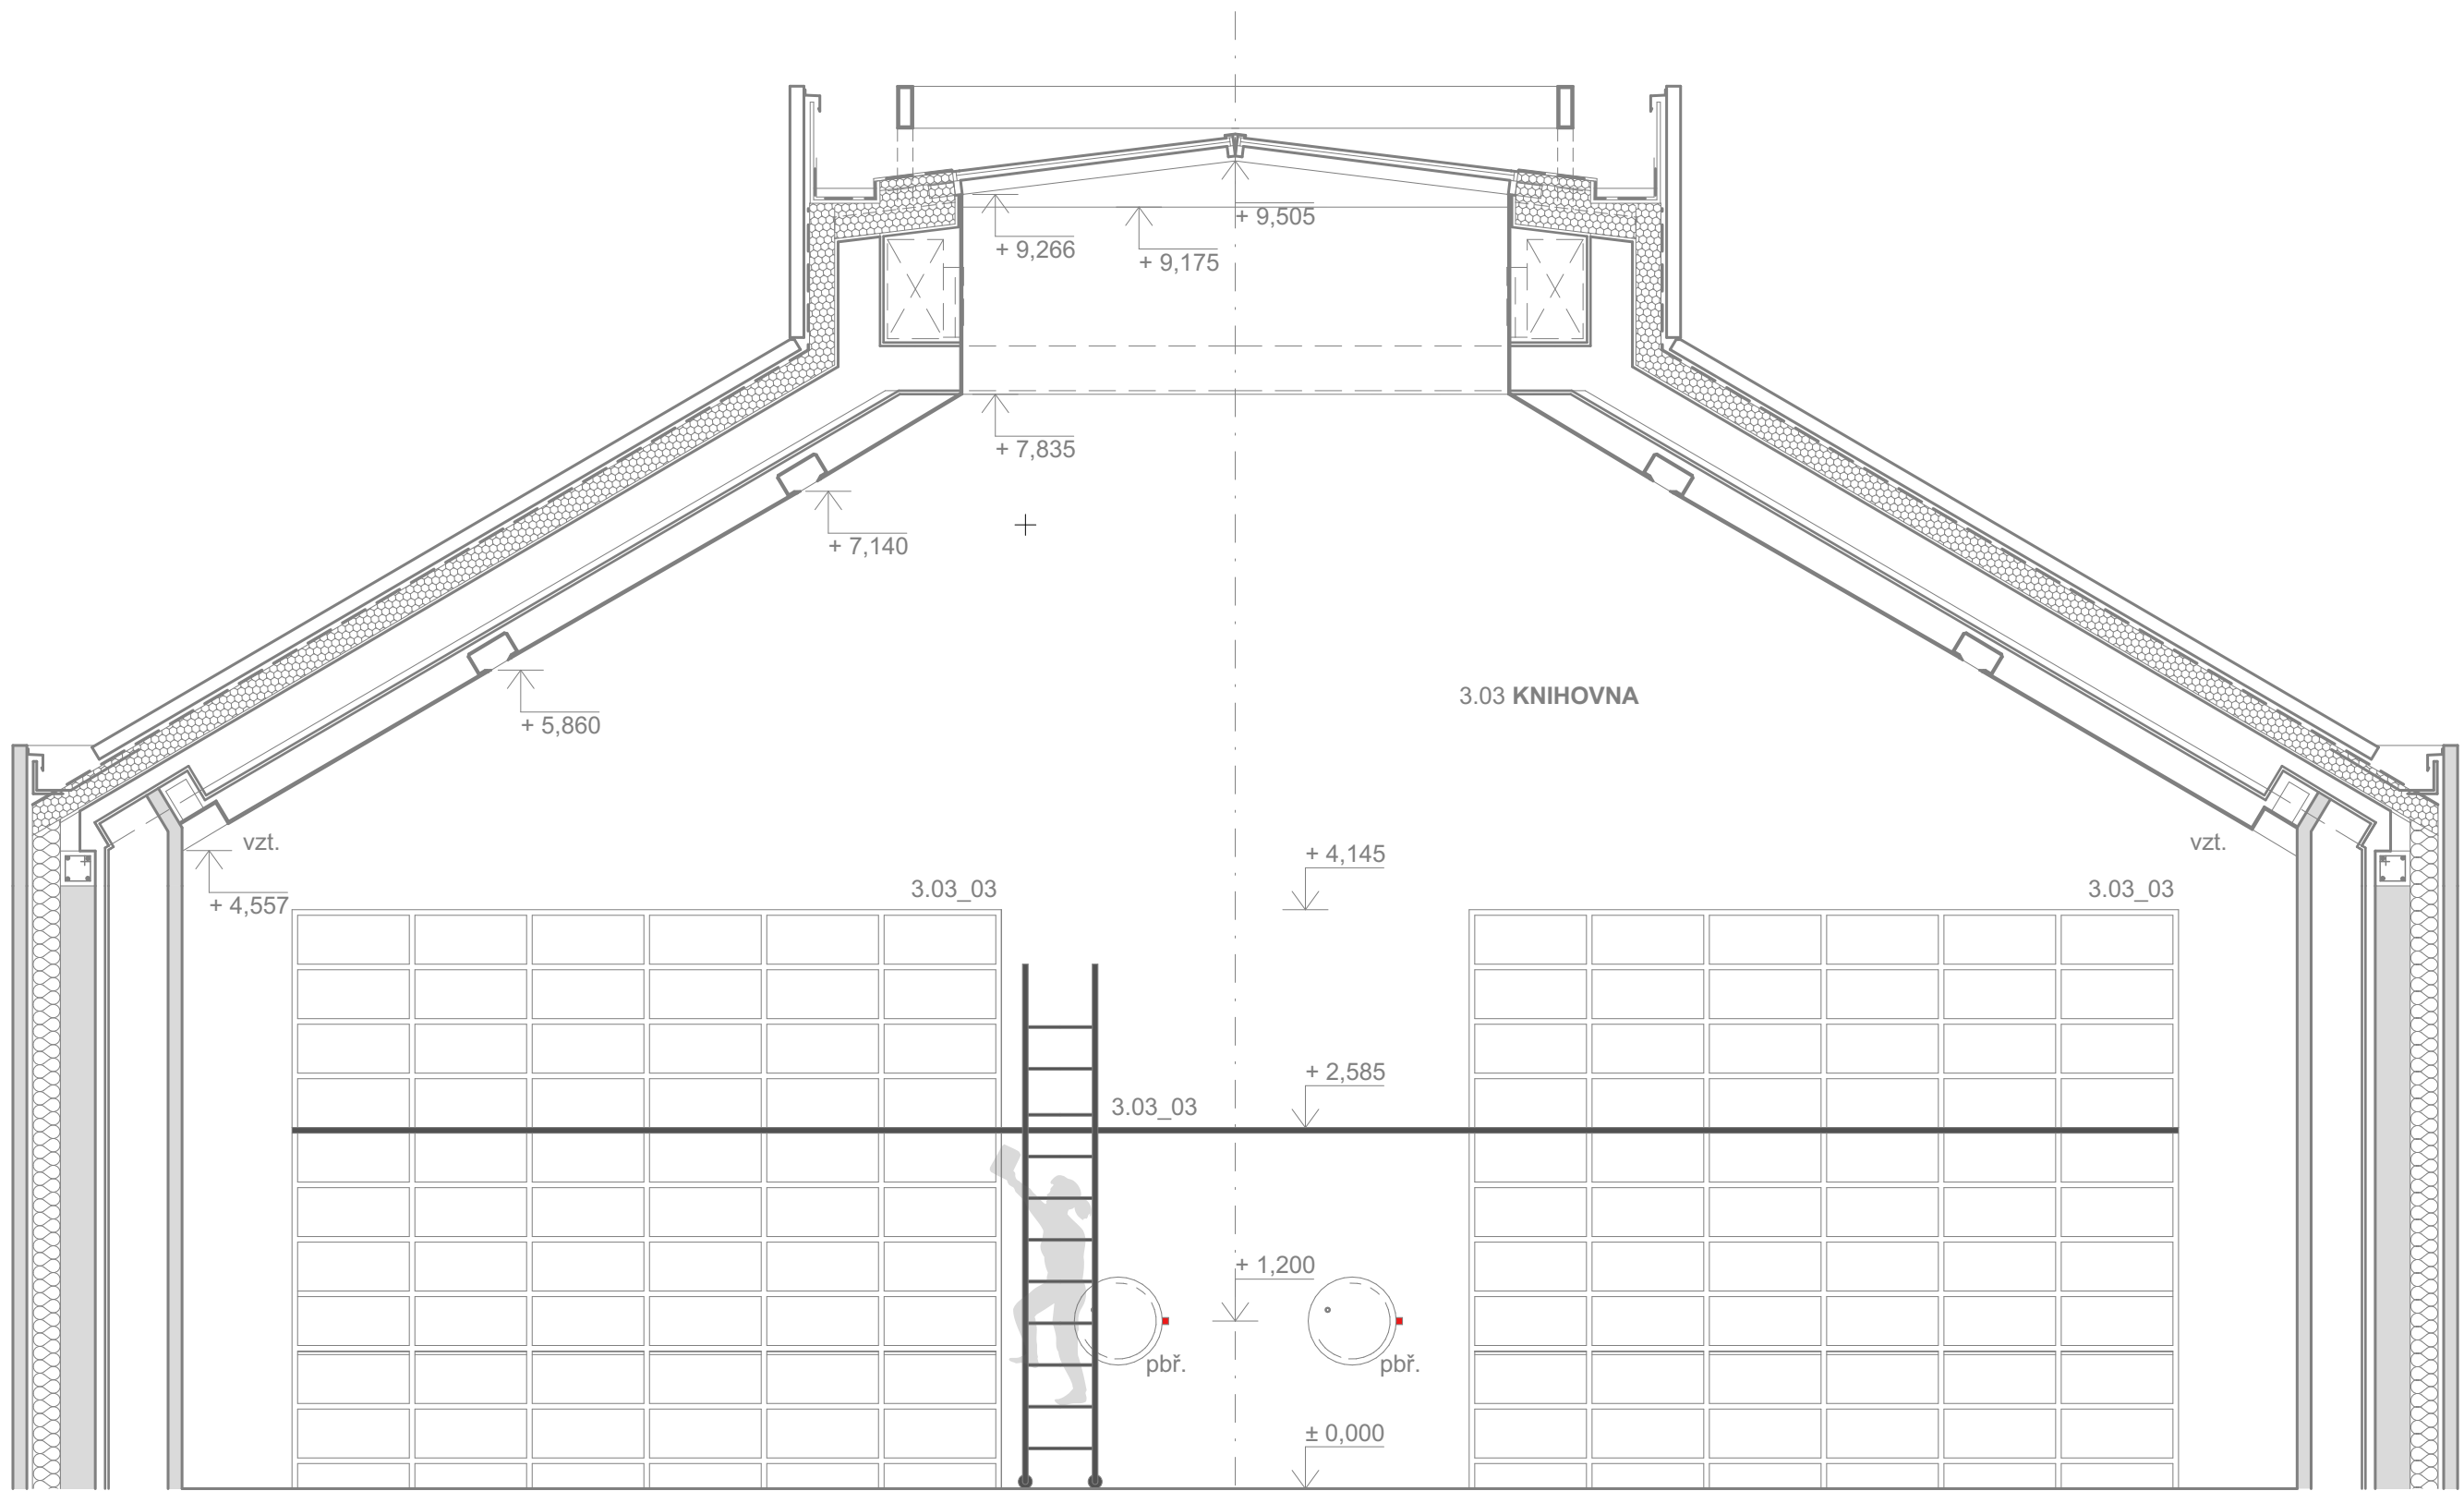 + 9,505
+ 9,266
+ 9,175
+ 7,835
+ 7,140
3.03 KNIHOVNA
+ 5,860
vzt.
vzt.
+ 4,145
3.03_03
3.03_03
+ 4,557
+ 2,585
3.03_03
+ 1,200
pbř.
pbř.
± 0,000